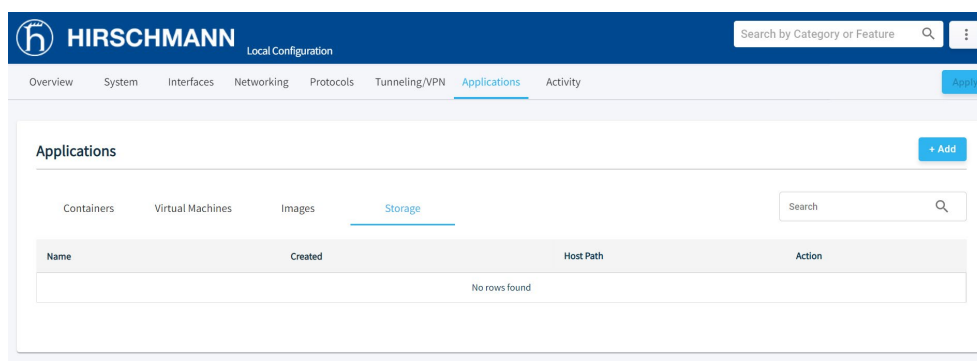 HIRSCHMANN Local Configuration Search by Category or Feature
Overview System Interfaces Networking Protocols Tunneling/VPN Applications Activity Apply
Applications + Add
Containers Virtual Machines Images Storage Search
Name Created Host Path Action
No rows found